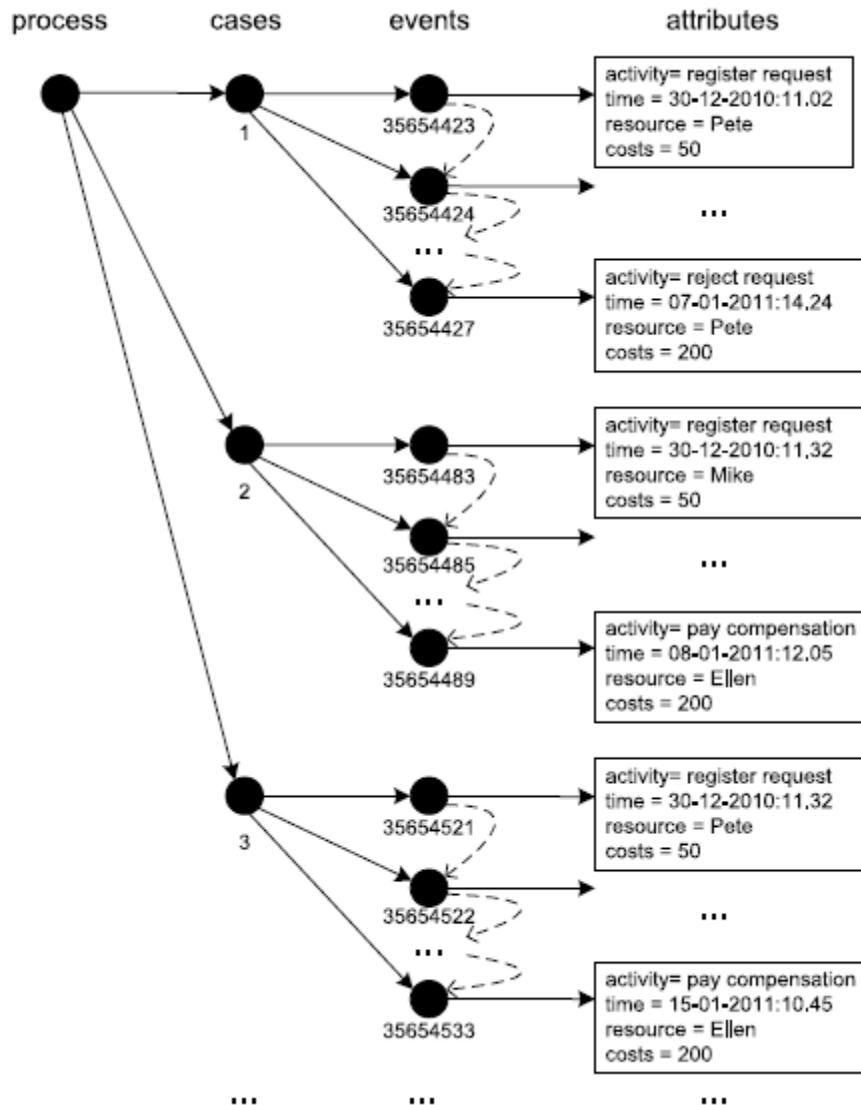 process cases events attributes
activity= register request
time = 30-12-2010:11.02
35654423
resource = Pete
1
costs = 50
35654424
...
...
activity= reject request
time = 07-01-2011:14.24
35654427
resource = Pete
costs = 200
activity= register request
time = 30-12-2010:11.32
35654483
resource = Mike
2
costs = 50
35654485
...
...
activity= pay compensation
time = 08-01-2011:12.05
35654489
resource = Ellen
costs = 200
activity= register request
time = 30-12-2010:11.32
35654521
resource = Pete
3
costs = 50
35654522
...
...
activity= pay compensation
time = 15-01-2011:10.45
35654533
resource = Ellen
costs = 200
... ... ...